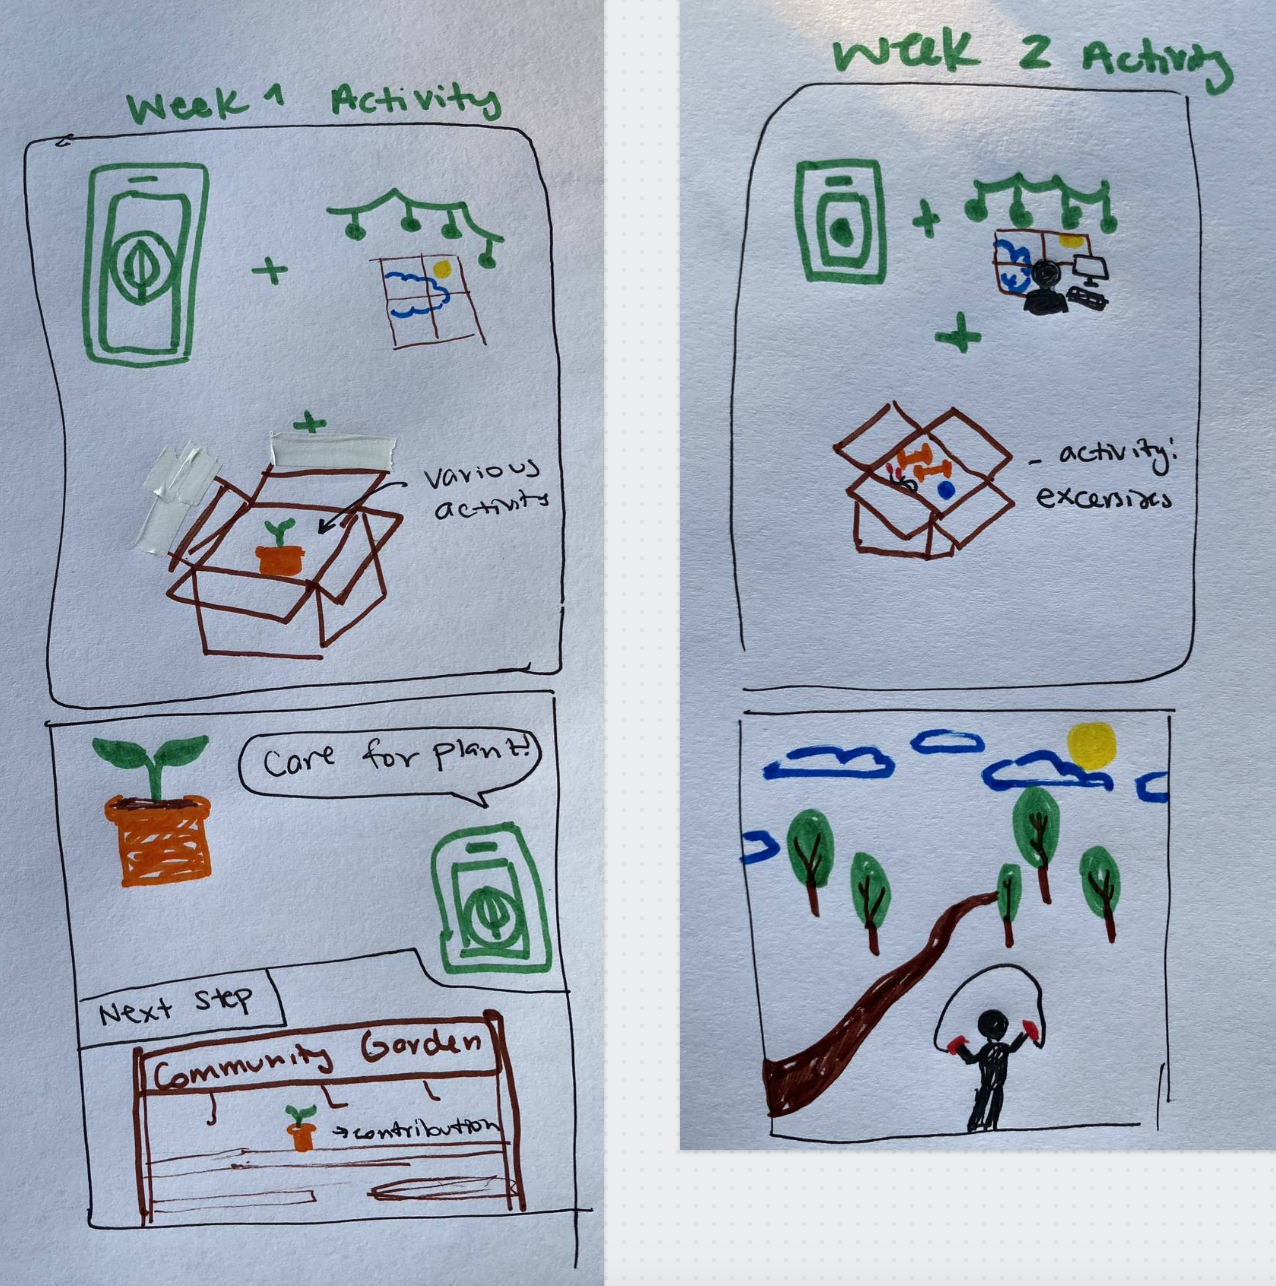 Week 1 Activity
various
activity
Care for plant!
Next Step
Community Garden
→contribution
Week 2 Activity
- activity:
excersises